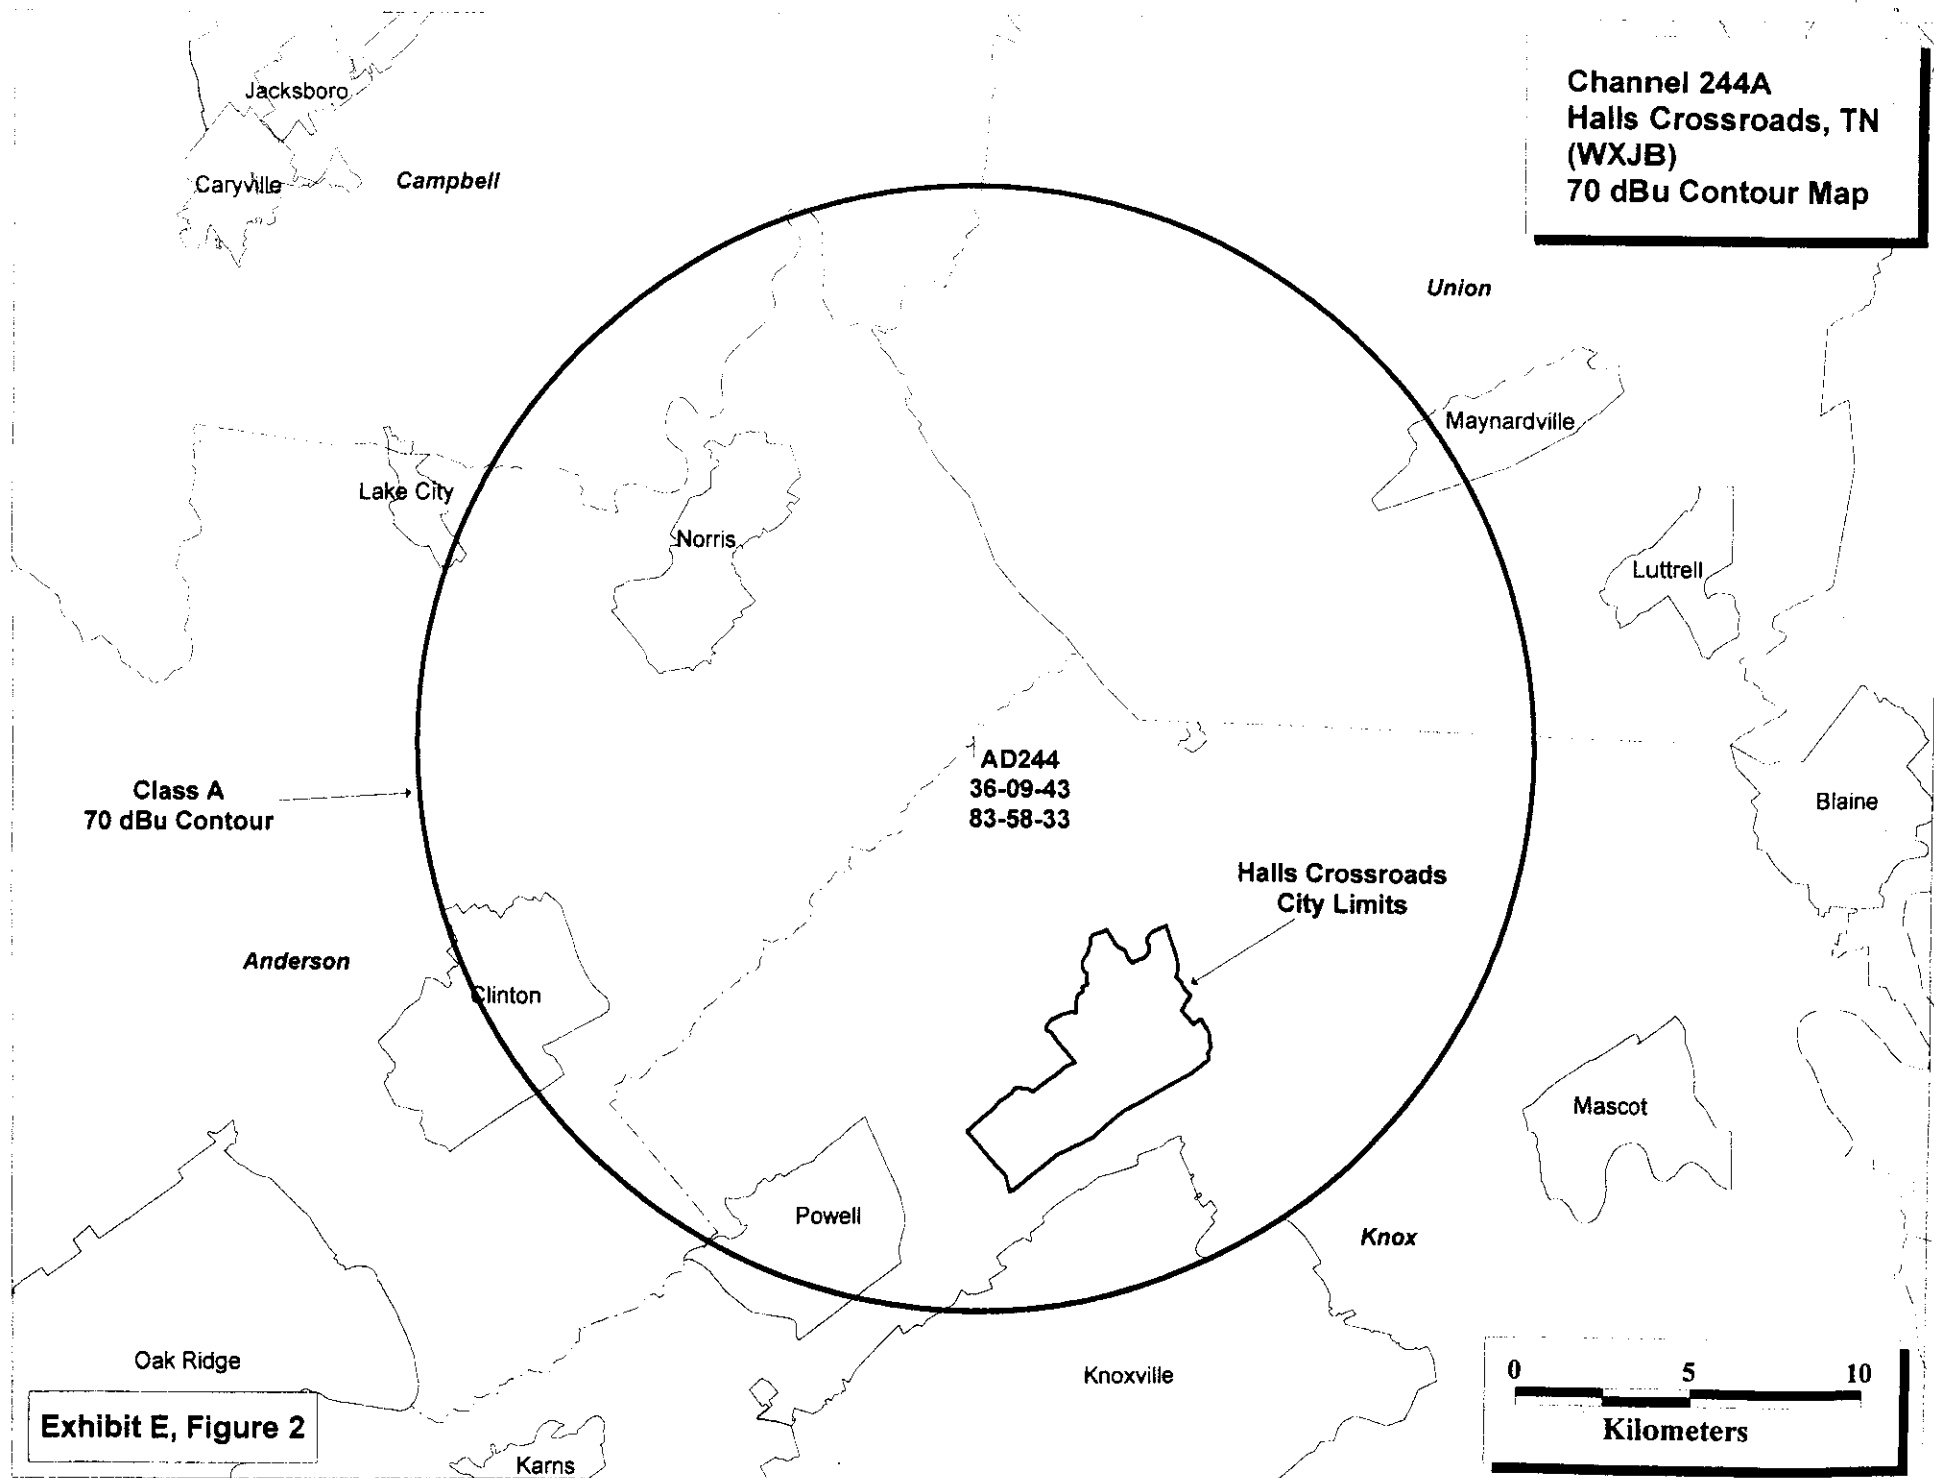 Channel 244A
Halls Crossroads, TN
(WXJB)
70 dBu Contour Map
Jacksboro
Caryville
Campbell
Union
Maynardville
Lake City
Norris
Luttrell
AD244
36-09-43
83-58-33
Class A
70 dBu Contour
Blaine
Halls Crossroads
City Limits
Anderson
Clinton
Mascot
Powell
Knox
Oak Ridge
Knoxville
0 5 10
Kilometers
Exhibit E, Figure 2
Karns